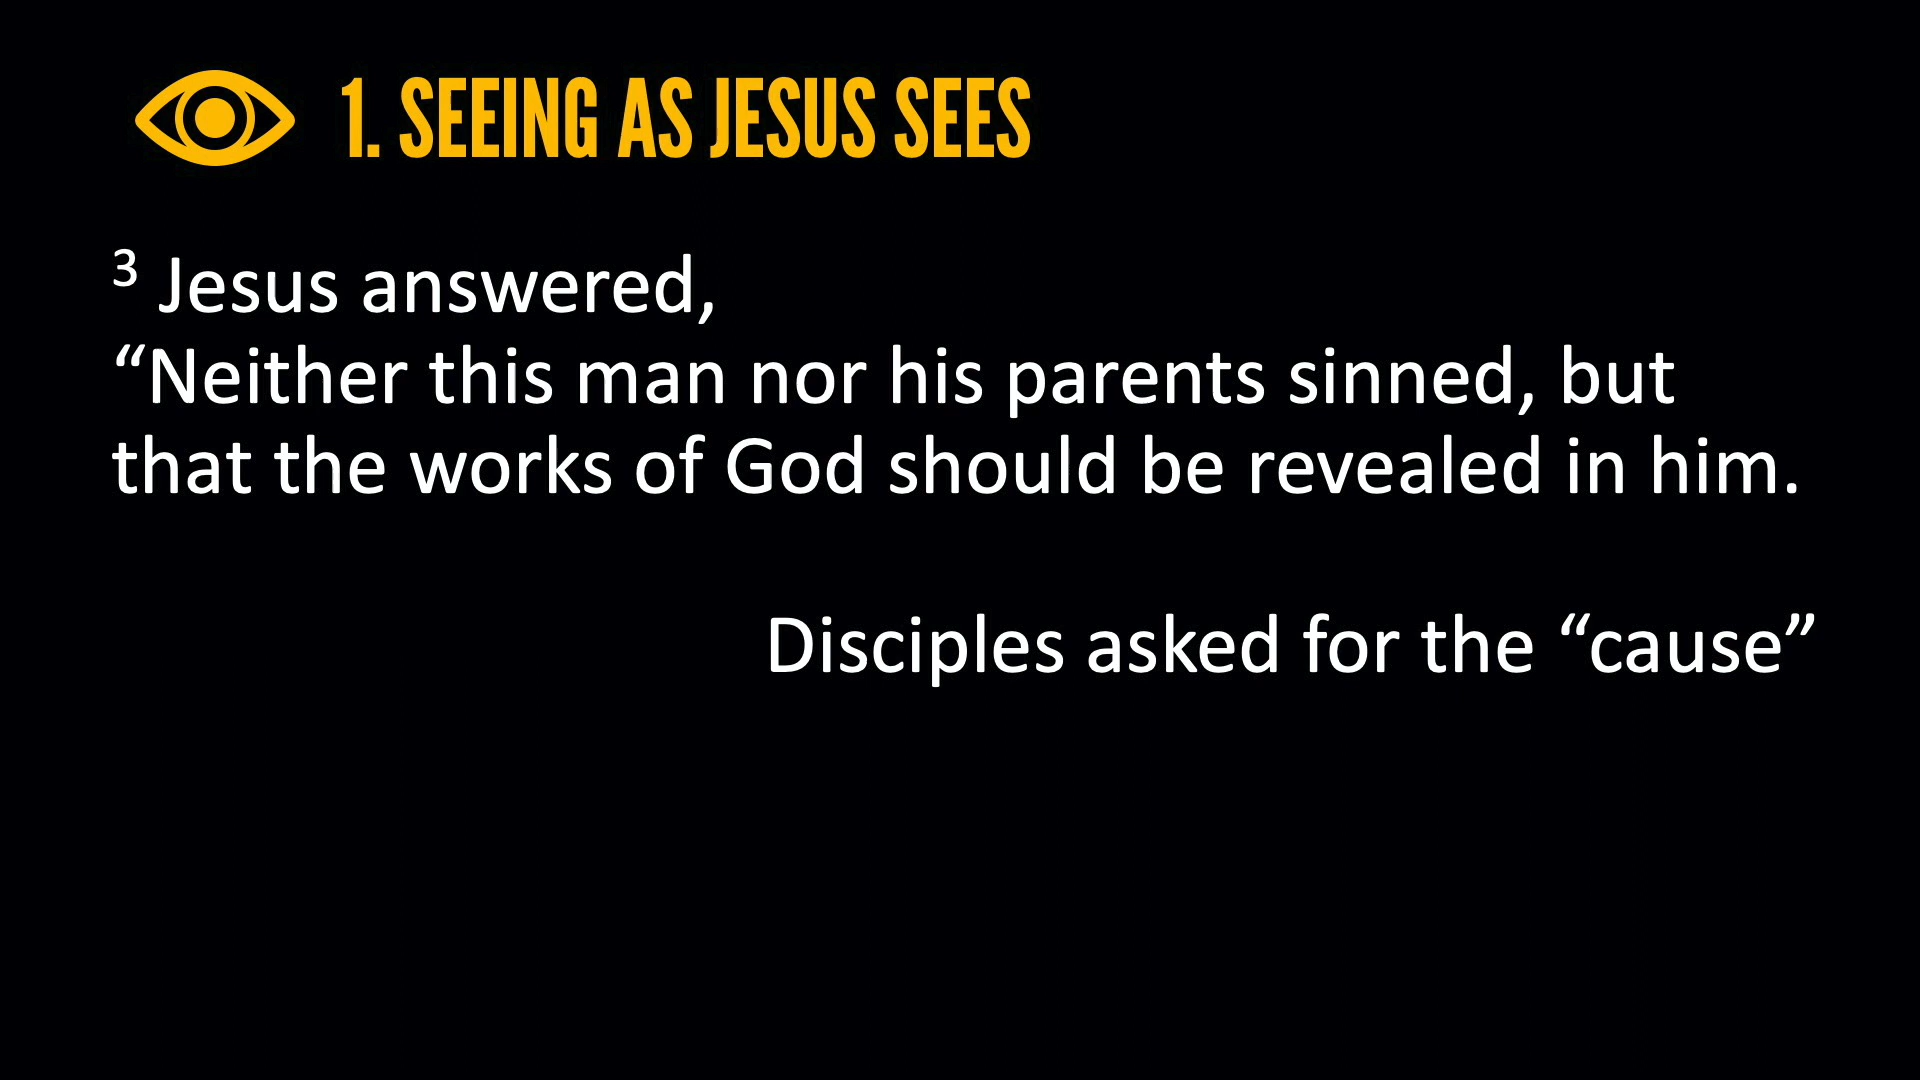 1. SEEING AS JESUS SEES
³ Jesus answered,
“Neither this man nor his parents sinned, but
that the works of God should be revealed in him.
Disciples asked for the “cause”